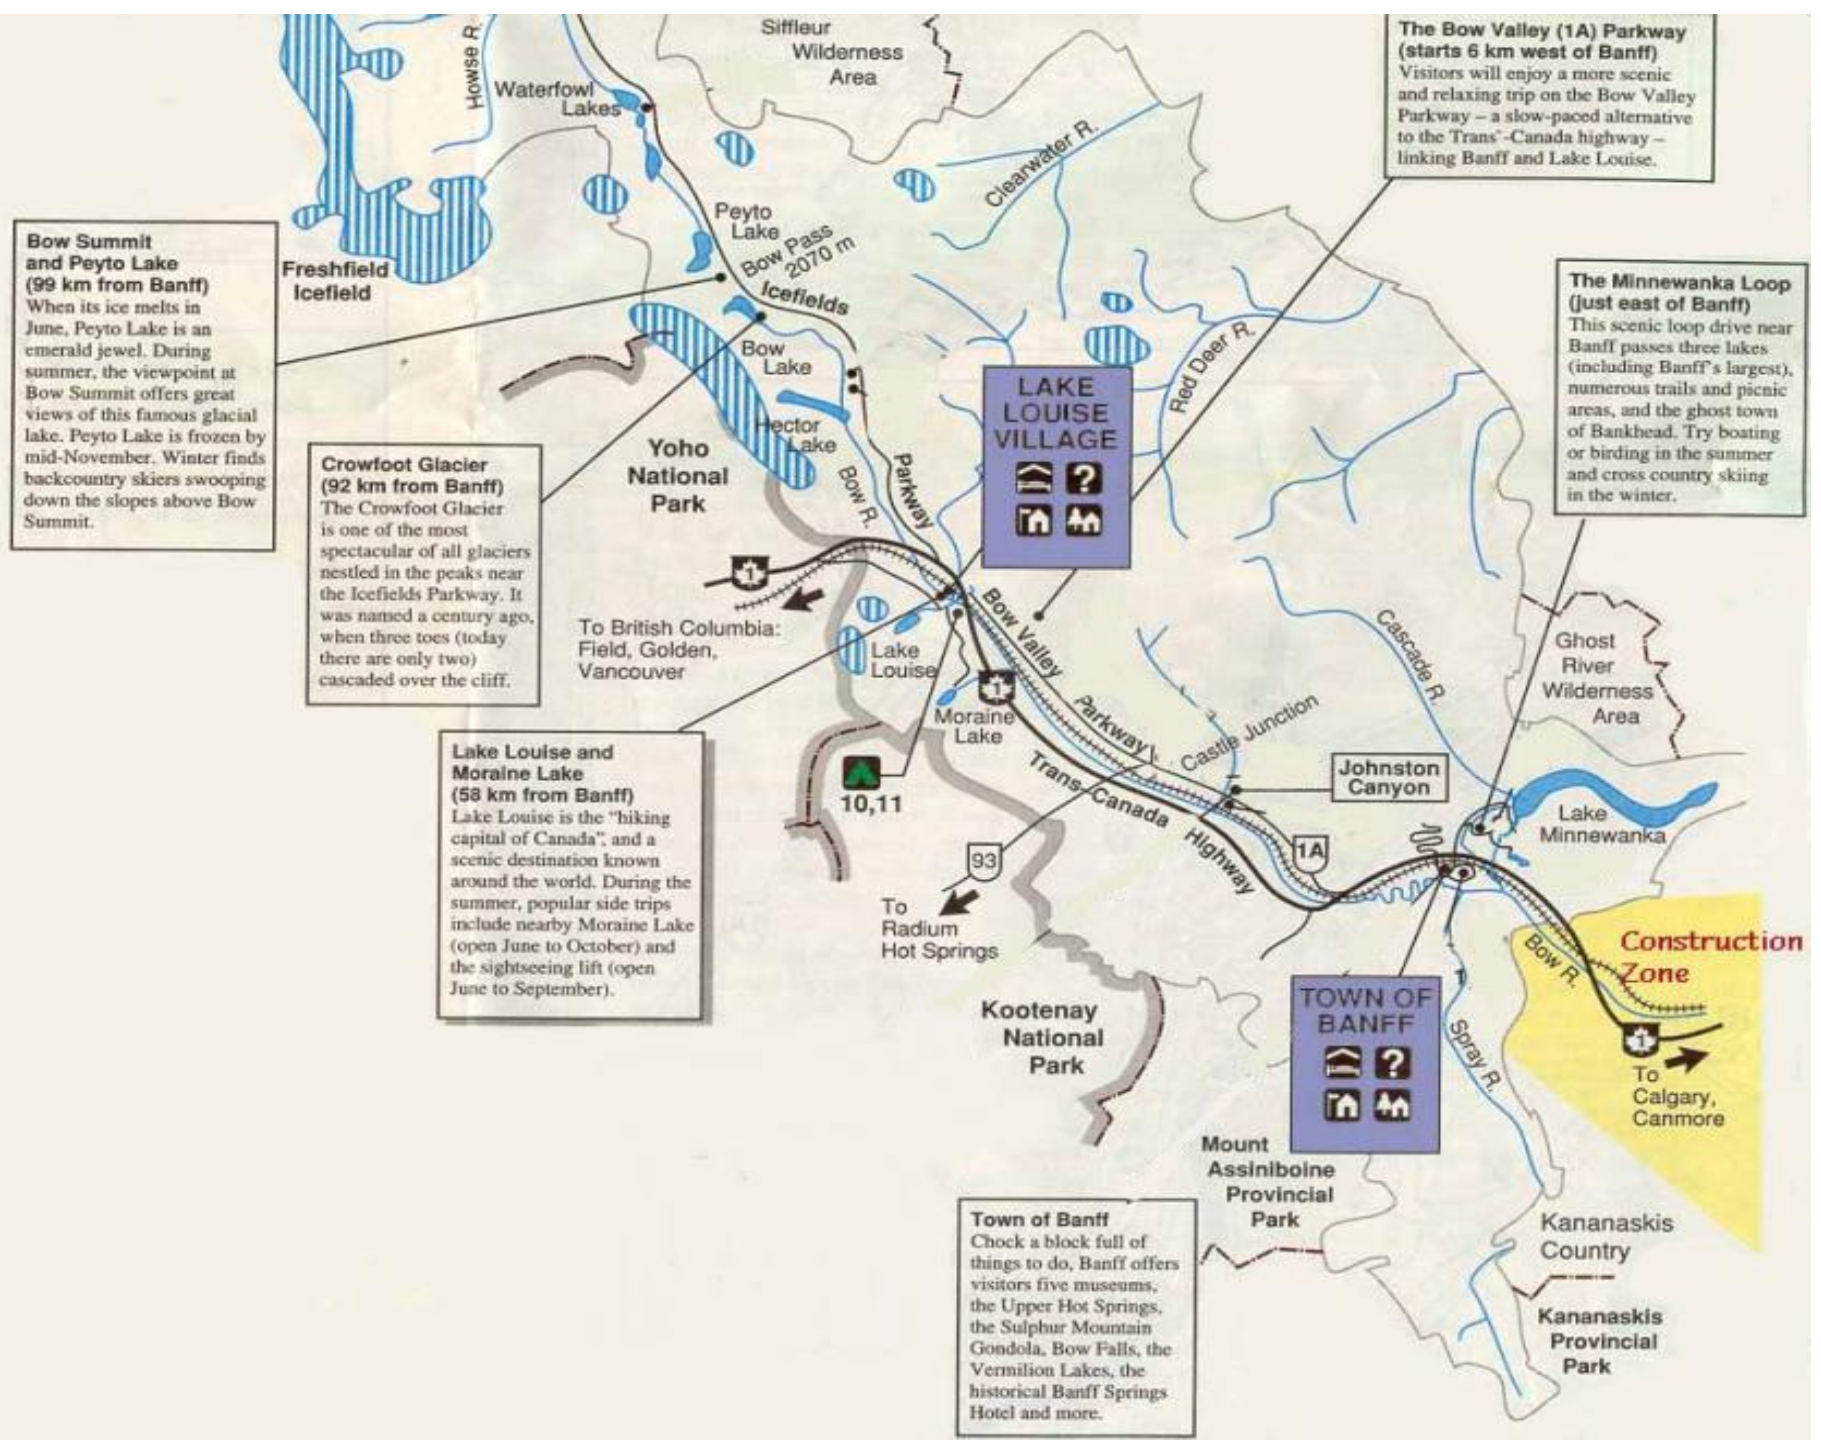 Siffleur
Wilderness
Area
Howse R.
Waterfowl
Lakes
The Bow Valley (1A) Parkway
(starts 6 km west of Banff)
Visitors will enjoy a more scenic
and relaxing trip on the Bow Valley
Parkway – a slow-paced alternative
to the Trans-Canada highway –
linking Banff and Lake Louise.
Clearwater R.
Peyto
Lake
Bow Pass
2070 m
Icefields
Freshfield
Icefield
Bow Summit
and Peyto Lake
(99 km from Banff)
When its ice melts in
June, Peyto Lake is an
emerald jewel. During
summer, the viewpoint at
Bow Summit offers great
views of this famous glacial
lake. Peyto Lake is frozen by
mid-November. Winter finds
backcountry skiers swooping
down the slopes above Bow
Summit.
The Minnewanka Loop
(just east of Banff)
This scenic loop drive near
Banff passes three lakes
(including Banff's largest),
numerous trails and picnic
areas, and the ghost town
of Bankhead. Try boating
or birding in the summer
and cross country skiing
in the winter.
Bow
Lake
Hector
Lake
Red Deer R.
LAKE
LOUISE
VILLAGE
?
Yoho
National
Park
Bow R.
Parkway
Crowfoot Glacier
(92 km from Banff)
The Crowfoot Glacier
is one of the most
spectacular of all glaciers
nestled in the peaks near
the Icefields Parkway. It
was named a century ago,
when three toes (today
there are only two)
cascaded over the cliff.
1
To British Columbia:
Field, Golden,
Vancouver
Lake
Louise
Bow Valley
Parkway
1
Moraine
Lake
Cascade R.
Ghost
River
Wilderness
Area
Castle Junction
Trans-Canada
Highway
Johnston
Canyon
Lake
Minnewanka
10,11
93
1A
To
Radium
Hot Springs
Lake Louise and
Moraine Lake
(58 km from Banff)
Lake Louise is the “hiking
capital of Canada”, and a
scenic destination known
around the world. During the
summer, popular side trips
include nearby Moraine Lake
(open June to October) and
the sightseeing lift (open
June to September).
Construction
Zone
Bow R.
1
To
Calgary,
Canmore
TOWN OF
BANFF
?
Spray R.
Kootenay
National
Park
Mount
Assiniboine
Provincial
Park
Town of Banff
Chock a block full of
things to do, Banff offers
visitors five museums,
the Upper Hot Springs,
the Sulphur Mountain
Gondola, Bow Falls, the
Vermilion Lakes, the
historical Banff Springs
Hotel and more.
Kananaskis
Country
Kananaskis
Provincial
Park